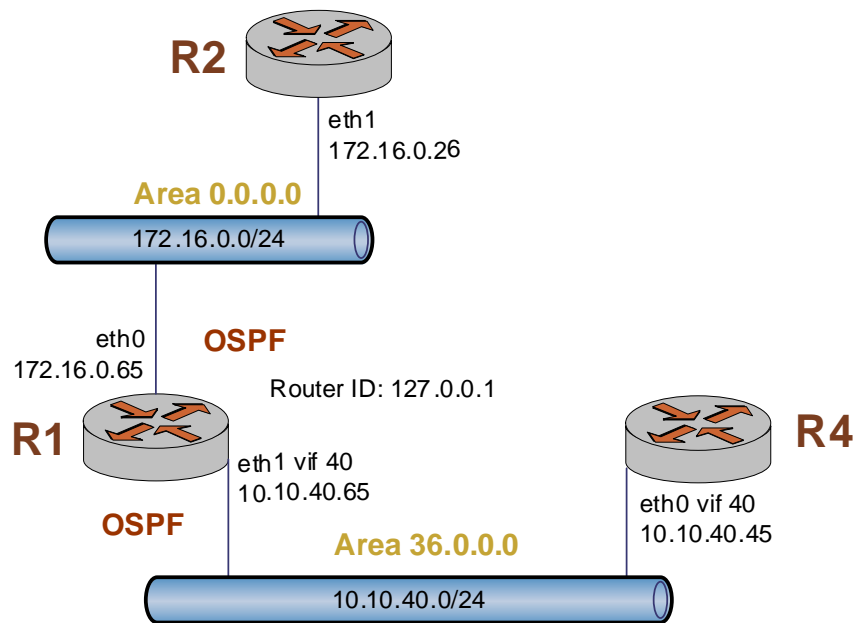 R2
eth1
172.16.0.26
Area 0.0.0.0
172.16.0.0/24
eth0
172.16.0.65
OSPF
Router ID: 127.0.0.1
R1
R4
eth1 vif 40
10.10.40.65
eth0 vif 40
10.10.40.45
OSPF
Area 36.0.0.0
10.10.40.0/24